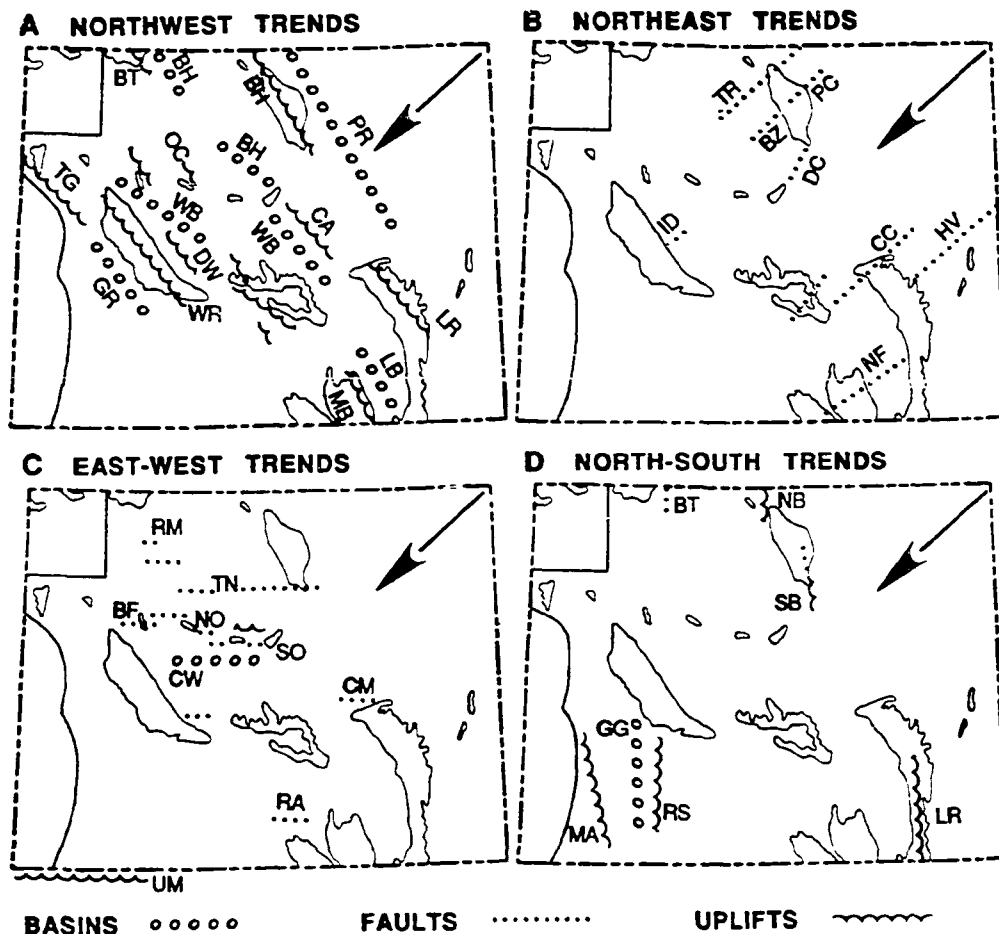 A NORTHWEST TRENDS
BT
BH
BH
PR
OC
BH
TG
WB
WB
CA
DW
GR
WR
LR
LB
MB
B NORTHEAST TRENDS
TR
PC
BZ
DC
ID
CC
HV
NF
C EAST-WEST TRENDS
RM
TN
BF
NO
SO
CW
CM
RA
UM
D NORTH-SOUTH TRENDS
BT
NB
SB
GG
MA
RS
LR
BASINS
FAULTS
UPLIFTS